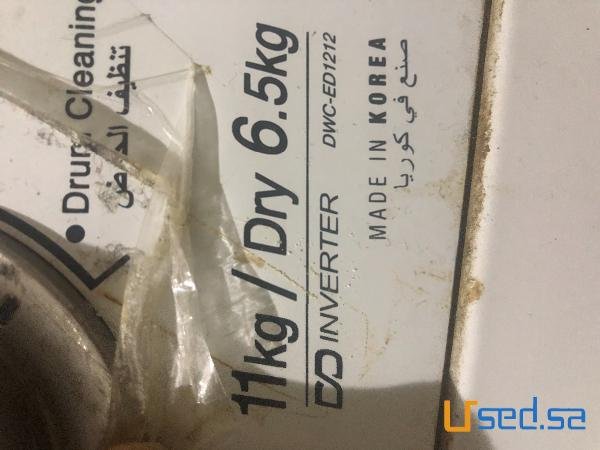 • Drum Cleaning
تنظيف الحوض
11kg / Dry 6.5kg
DD INVERTER DWC-ED1212
MADE IN KOREA
صنع في كوريا
Used.sa